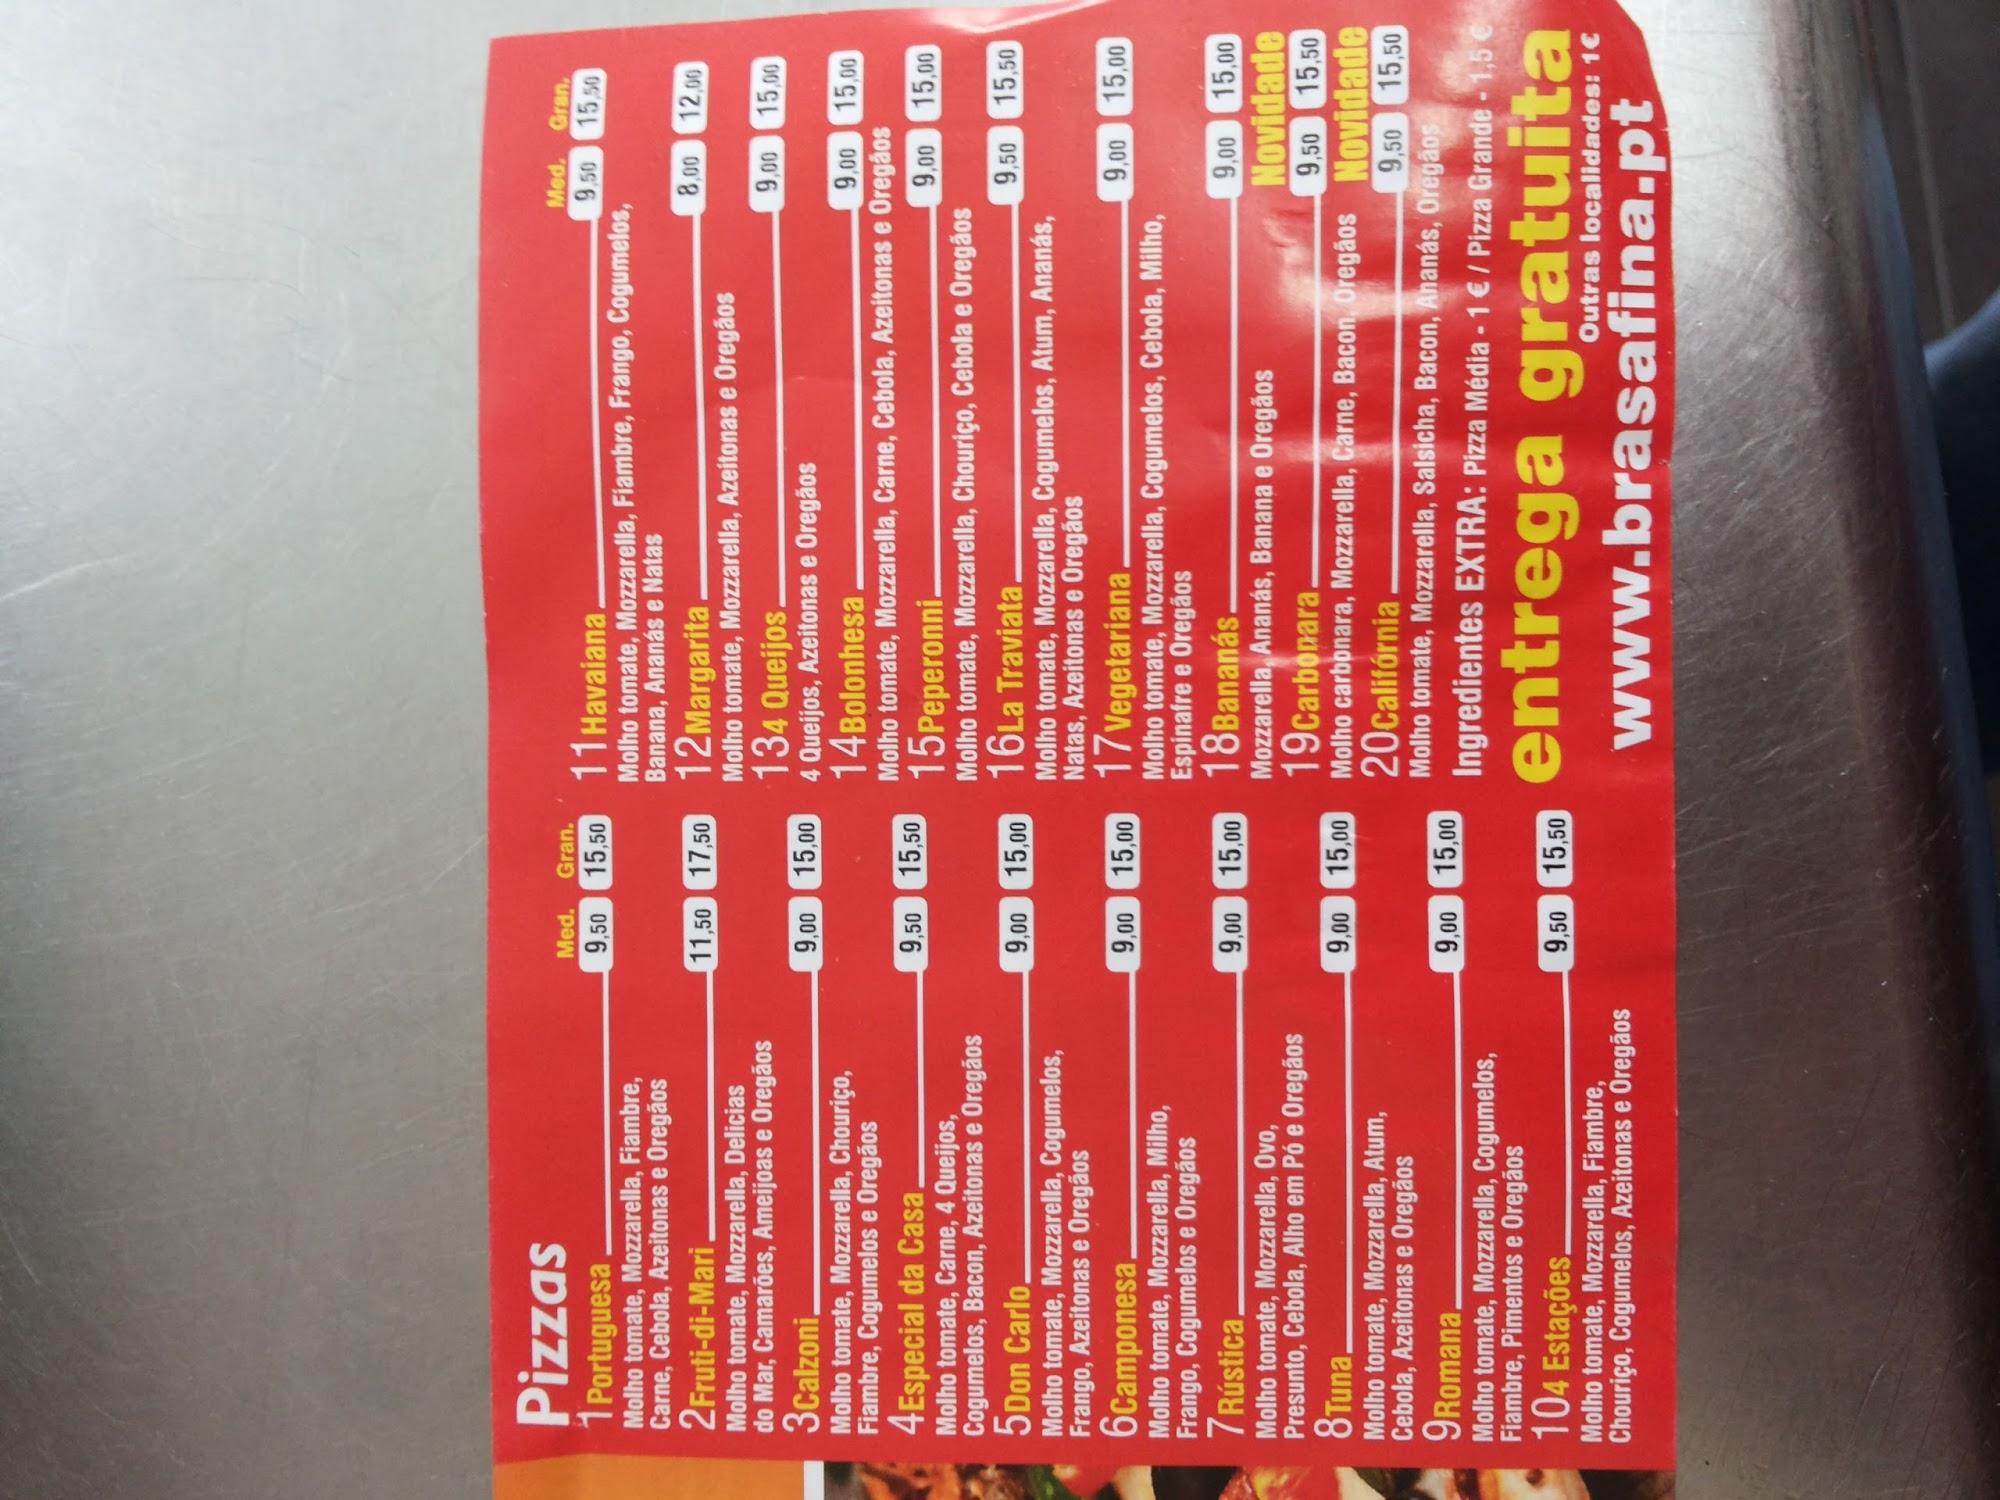 Pizzas
Med. Gran.
1 Portuguesa 9,50 15,50
Molho tomate, Mozzarella, Fiambre,
Carne, Cebola, Azeitonas e Oregãos
2 Fruti-di-Mari 11,50 17,50
Molho tomate, Mozzarella, Delicias
do Mar, Camarões, Ameijoas e Oregãos
3 Calzoni 9,00 15,00
Molho tomate, Mozzarella, Chouriço,
Fiambre, Cogumelos e Oregãos
4 Especial da Casa 9,50 15,50
Molho tomate, Carne, 4 Queijos,
Cogumelos, Bacon, Azeitonas e Oregãos
5 Don Carlo 9,00 15,00
Molho tomate, Mozzarella, Cogumelos,
Frango, Azeitonas e Oregãos
6 Camponesa 9,00 15,00
Molho tomate, Mozzarella, Milho,
Frango, Cogumelos e Oregãos
7 Rústica 9,00 15,00
Molho tomate, Mozzarella, Ovo,
Presunto, Cebola, Alho em Pó e Oregãos
8 Tuna 9,00 15,00
Molho tomate, Mozzarella, Atum,
Cebola, Azeitonas e Oregãos
9 Romana 9,00 15,00
Molho tomate, Mozzarella, Cogumelos,
Fiambre, Pimentos e Oregãos
10 4 Estações 9,50 15,50
Molho tomate, Mozzarella, Fiambre,
Chouriço, Cogumelos, Azeitonas e Oregãos
Med. Gran.
11 Havaiana 9,50 15,50
Molho tomate, Mozzarella, Fiambre, Frango, Cogumelos,
Banana, Ananás e Natas
12 Margarita 8,00 12,00
Molho tomate, Mozzarella, Azeitonas e Oregãos
13 4 Queijos 9,00 15,00
4 Queijos, Azeitonas e Oregãos
14 Bolonhesa 9,00 15,00
Molho tomate, Mozzarella, Carne, Cebola, Azeitonas e Oregãos
15 Peperonni 9,00 15,00
Molho tomate, Mozzarella, Chouriço, Cebola e Oregãos
16 La Traviata 9,50 15,50
Molho tomate, Mozzarella, Cogumelos, Atum, Ananás,
Natas, Azeitonas e Oregãos
17 Vegetariana 9,00 15,00
Molho tomate, Mozzarella, Cogumelos, Cebola, Milho,
Espinafre e Oregãos
18 Bananás 9,00 15,00
Mozzarella, Ananás, Banana e Oregãos Novidade
19 Carbonara 9,50 15,50
Molho carbonara, Mozzarella, Carne, Bacon, Oregãos Novidade
20 Califórnia 9,50 15,50
Molho tomate, Mozzarella, Salsicha, Bacon, Ananás, Oregãos
Ingredientes EXTRA: Pizza Média - 1 € / Pizza Grande - 1,5 €
entrega gratuita
Outras localidades: 1€
www.brasafina.pt